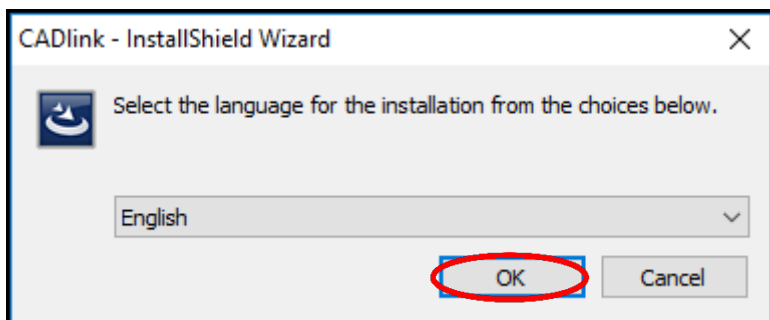 CADlink - InstallShield Wizard
Select the language for the installation from the choices below.
English
OK
Cancel